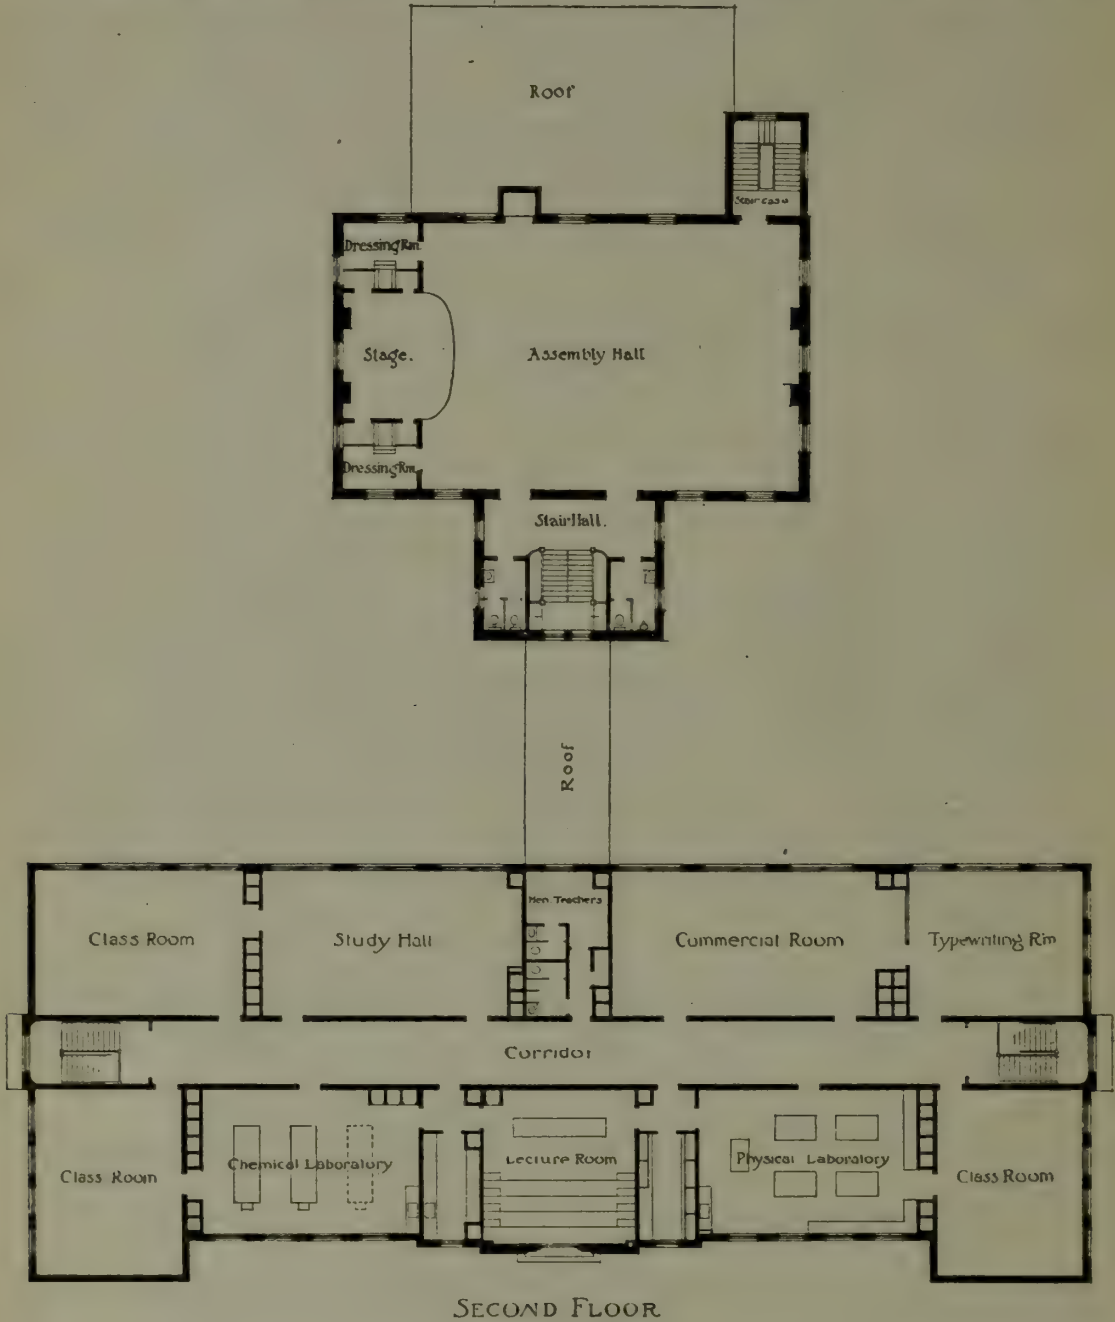 Roof
Staircase
Dressing Rm.
Stage.
Assembly Hall
Dressing Rm.
Stair Hall.
Roof
Men Teachers
Class Room
Study Hall
Commercial Room
Typewriting Rm
Corridor
Class Room
Chemical Laboratory
Lecture Room
Physical Laboratory
Class Room
SECOND FLOOR